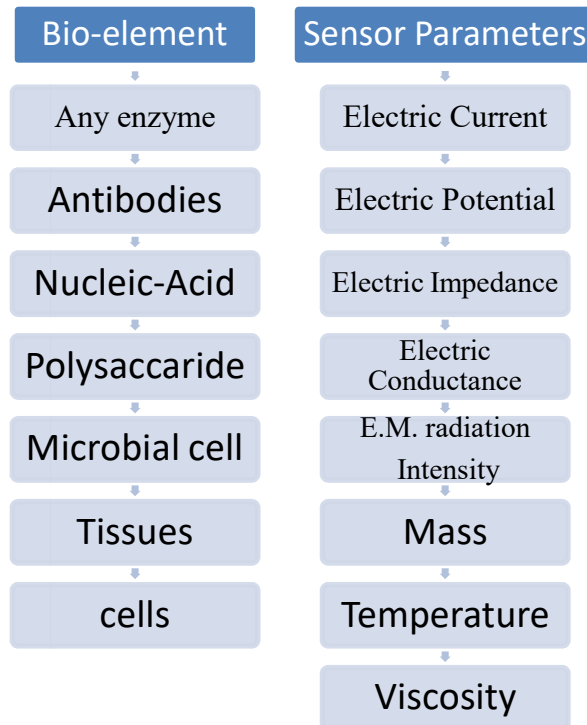 Bio-element
Any enzyme
Antibodies
Nucleic-Acid
Polysaccaride
Microbial cell
Tissues
cells
Sensor Parameters
Electric Current
Electric Potential
Electric Impedance
Electric
Conductance
E.M. radiation
Intensity
Mass
Temperature
Viscosity